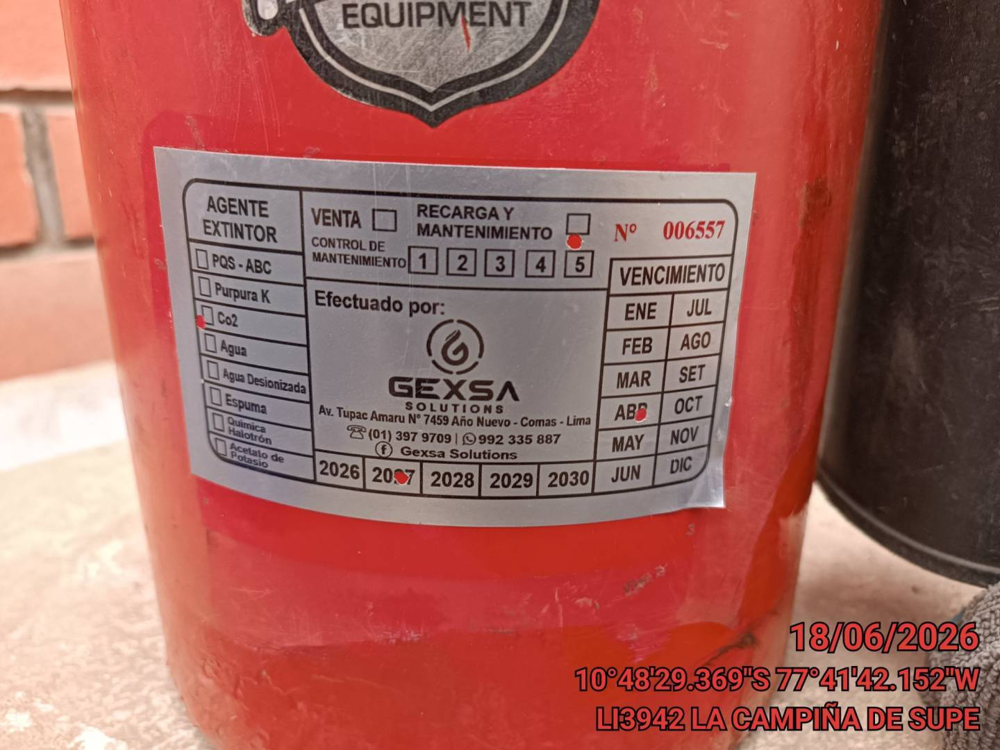 EQUIPMENT
AGENTE
EXTINTOR
PQS - ABC
Purpura K
Co2
Agua
Agua Desionizada
Espuma
Quimica
Halotrón
Acetato de
Potasio
VENTA
RECARGA Y
MANTENIMIENTO
Nº 006557
CONTROL DE
MANTENIMIENTO
1 2 3 4 5
Efectuado por:
GEXSA
SOLUTIONS
Av. Tupac Amaru Nº 7459 Año Nuevo - Comas - Lima
(01) 397 9709 | 992 335 887
Gexsa Solutions
2026 2027 2028 2029 2030
VENCIMIENTO
ENE JUL
FEB AGO
MAR SET
ABR OCT
MAY NOV
JUN DIC
18/06/2026
10°48'29.369"S 77°41'42.152"W
LI3942 LA CAMPIÑA DE SUPE